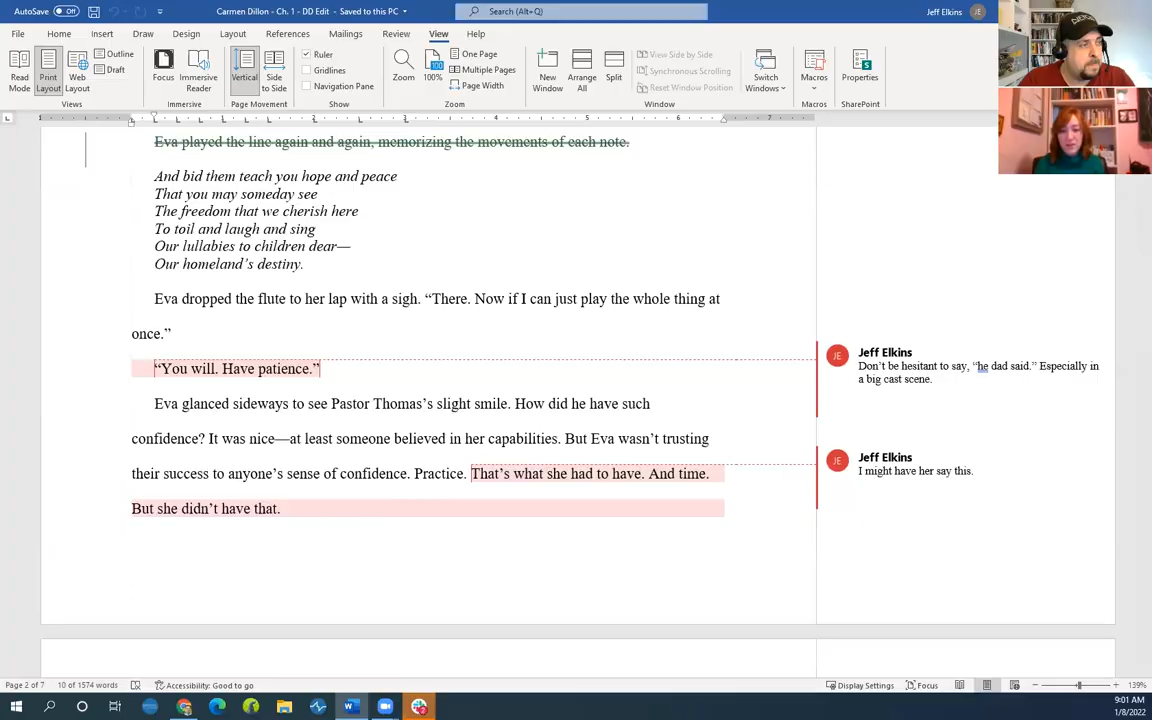 AutoSave Off
Carmen Dillon - Ch. 1 - DD Edit - Saved to this PC
Search (Alt+Q)
Jeff Elkins JE
File Home Insert Draw Design Layout References Mailings Review View Help
Read Mode
Print Layout
Web Layout
Outline
Draft
Views
Focus
Immersive Reader
Immersive
Vertical
Side to Side
Page Movement
Ruler
Gridlines
Navigation Pane
Show
Zoom
100%
One Page
Multiple Pages
Page Width
Zoom
New Window
Arrange All
Split
View Side by Side
Synchronous Scrolling
Reset Window Position
Window
Switch Windows
Macros
Macros
Properties
SharePoint
1 1 2 3 4 5 6 7
Eva played the line again and again, memorizing the movements of each note.
And bid them teach you hope and peace
That you may someday see
The freedom that we cherish here
To toil and laugh and sing
Our lullabies to children dear—
Our homeland’s destiny.
Eva dropped the flute to her lap with a sigh. “There. Now if I can just play the whole thing at
once.”
“You will. Have patience.”
Eva glanced sideways to see Pastor Thomas’s slight smile. How did he have such
confidence? It was nice—at least someone believed in her capabilities. But Eva wasn’t trusting
their success to anyone’s sense of confidence. Practice. That’s what she had to have. And time.
But she didn’t have that.
JE Jeff Elkins
Don’t be hesitant to say, “he dad said.” Especially in
a big cast scene.
JE Jeff Elkins
I might have her say this.
Page 2 of 7 10 of 1574 words Accessibility: Good to go
Display Settings Focus 139%
9:01 AM
1/8/2022